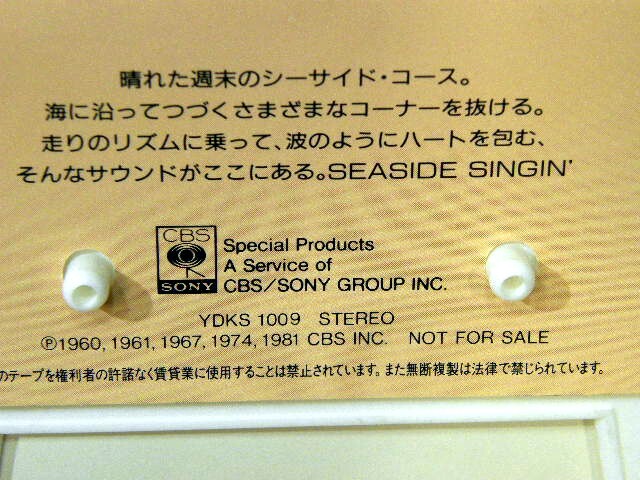 晴れた週末のシーサイド・コース。
海に沿ってつづくさまざまなコーナーを抜ける。
走りのリズムに乗って、波のようにハートを包む、
そんなサウンドがここにある。SEASIDE SINGIN'
CBS
SONY
Special Products
A Service of
CBS/SONY GROUP INC.
YDKS 1009 STEREO
Ⓟ1960, 1961, 1967, 1974, 1981 CBS INC. NOT FOR SALE
のテープを権利者の許諾なく賃貸業に使用することは禁止されています。また無断複製は法律で禁じられています。